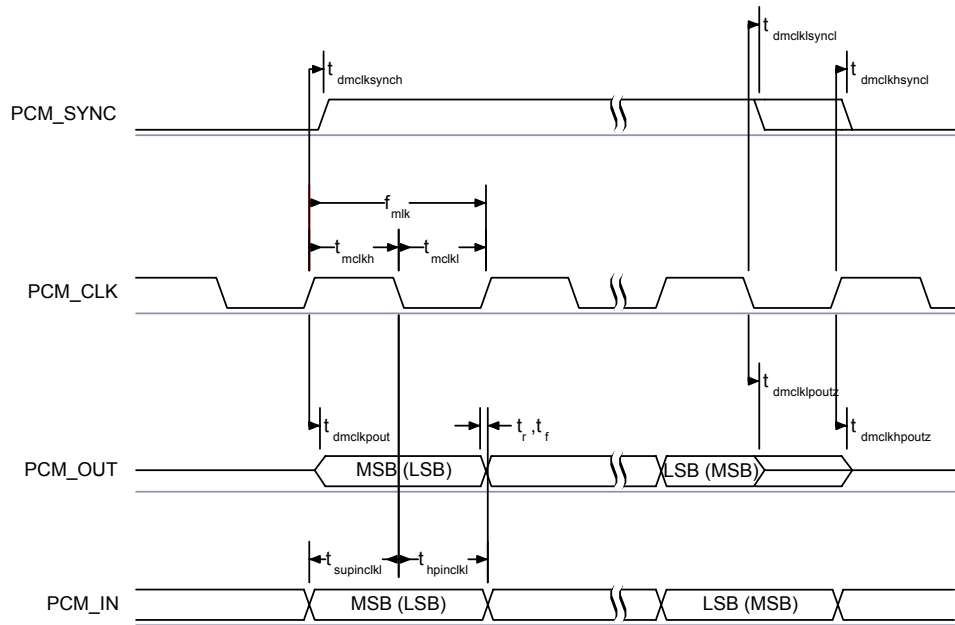 t dmclklsyncl
t dmclksynch
t dmclkhsyncl
PCM_SYNC
f mlk
t mclkh
t mclkl
PCM_CLK
t dmclklpoutz
t dmclkpout
t r ,t f
t dmclkhpoutz
PCM_OUT
MSB (LSB)
LSB (MSB)
t supinclkl
t hpinclkl
PCM_IN
MSB (LSB)
LSB (MSB)